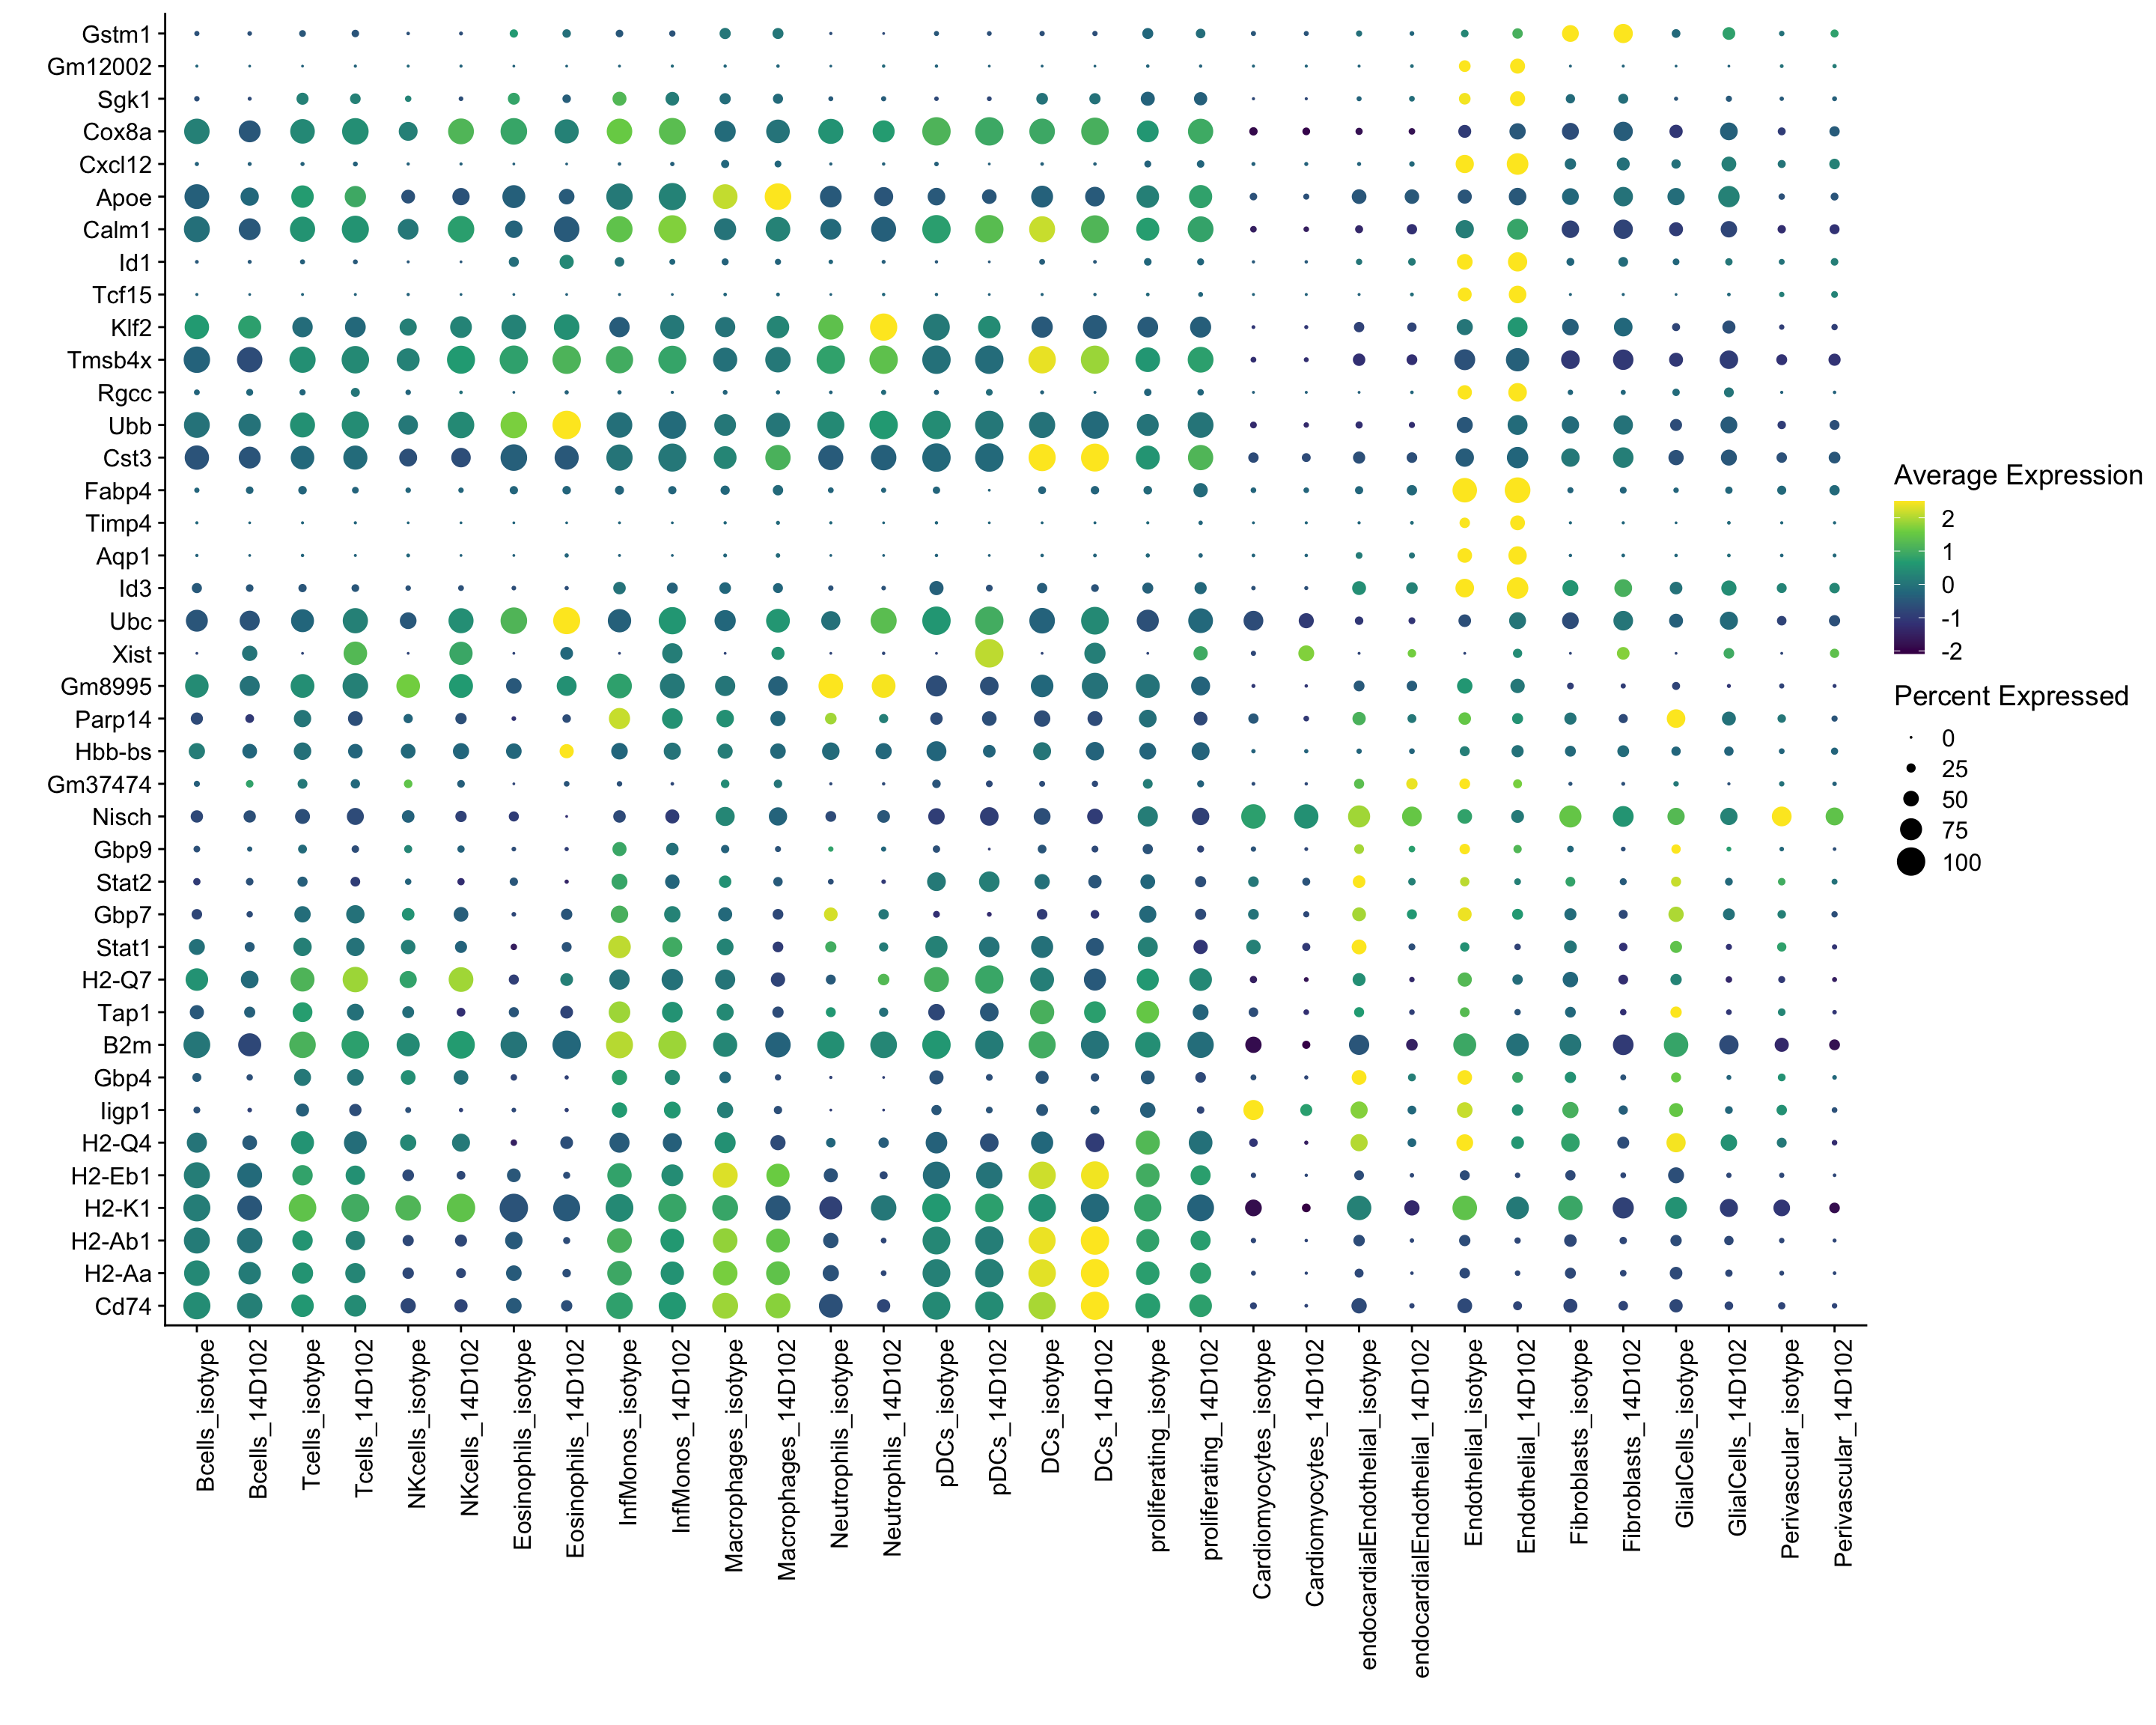 Gstm1
Gm12002
Sgk1
Cox8a
Cxcl12
Apoe
Calm1
Id1
Tcf15
Klf2
Tmsb4x
Rgcc
Ubb
Cst3
Fabp4
Timp4
Aqp1
Id3
Ubc
Xist
Gm8995
Parp14
Hbb-bs
Gm37474
Nisch
Gbp9
Stat2
Gbp7
Stat1
H2-Q7
Tap1
B2m
Gbp4
Iigp1
H2-Q4
H2-Eb1
H2-K1
H2-Ab1
H2-Aa
Cd74
Bcells_isotype
Bcells_14D102
Tcells_isotype
Tcells_14D102
NKcells_isotype
NKcells_14D102
Eosinophils_isotype
Eosinophils_14D102
InfMonos_isotype
InfMonos_14D102
Macrophages_isotype
Macrophages_14D102
Neutrophils_isotype
Neutrophils_14D102
pDCs_isotype
pDCs_14D102
DCs_isotype
DCs_14D102
proliferating_isotype
proliferating_14D102
Cardiomyocytes_isotype
Cardiomyocytes_14D102
endocardialEndothelial_isotype
endocardialEndothelial_14D102
Endothelial_isotype
Endothelial_14D102
Fibroblasts_isotype
Fibroblasts_14D102
GlialCells_isotype
GlialCells_14D102
Perivascular_isotype
Perivascular_14D102
Average Expression
2
1
0
-1
-2
Percent Expressed
0
25
50
75
100